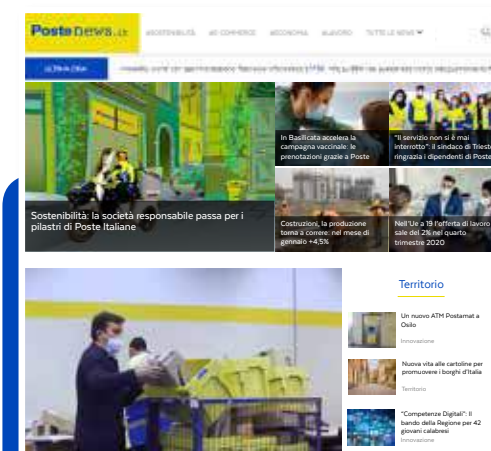 Postenews.it
#SOSTENIBILITÀ #E-COMMERCE #ECONOMIA #LAVORO TUTTE LE NEWS
ULTIMA ORA
In Basilicata accelera la
campagna vaccinale: le
prenotazioni grazie a Poste
"Il servizio non si è mai
interrotto": il sindaco di Trieste
ringrazia i dipendenti di Poste
Sostenibilità: la società responsabile passa per i
pilastri di Poste Italiane
Costruzioni, la produzione
torna a correre: nel mese di
gennaio +4,5%
Nell'Ue a 19 l'offerta di lavoro
sale del 2% nel quarto
trimestre 2020
Territorio
Un nuovo ATM Postamat a
Osilo
Innovazione
Nuova vita alle cartoline per
promuovere i borghi d'Italia
Territorio
"Competenze Digitali": il
bando della Regione per 42
giovani calabresi
Innovazione